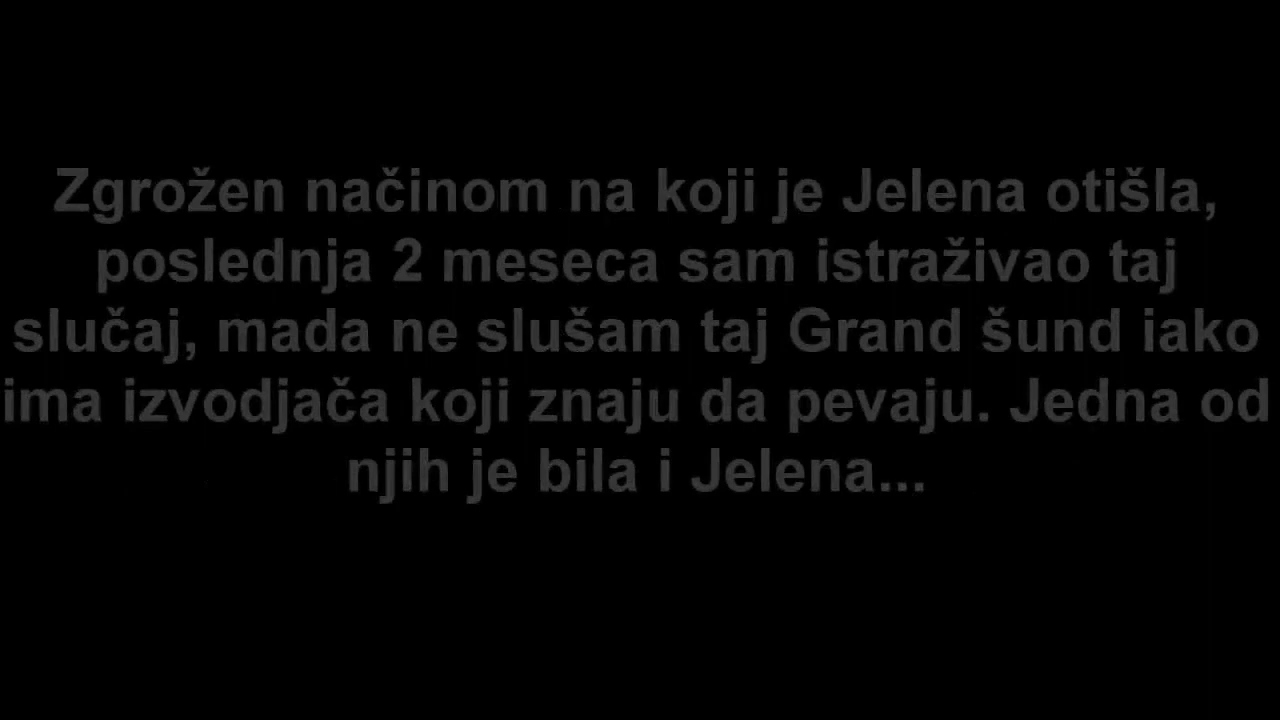 Zgrožen načinom na koji je Jelena otišla,
poslednja 2 meseca sam istraživao taj
slučaj, mada ne slušam taj Grand šund iako
ima izvodjača koji znaju da pevaju. Jedna od
njih je bila i Jelena...